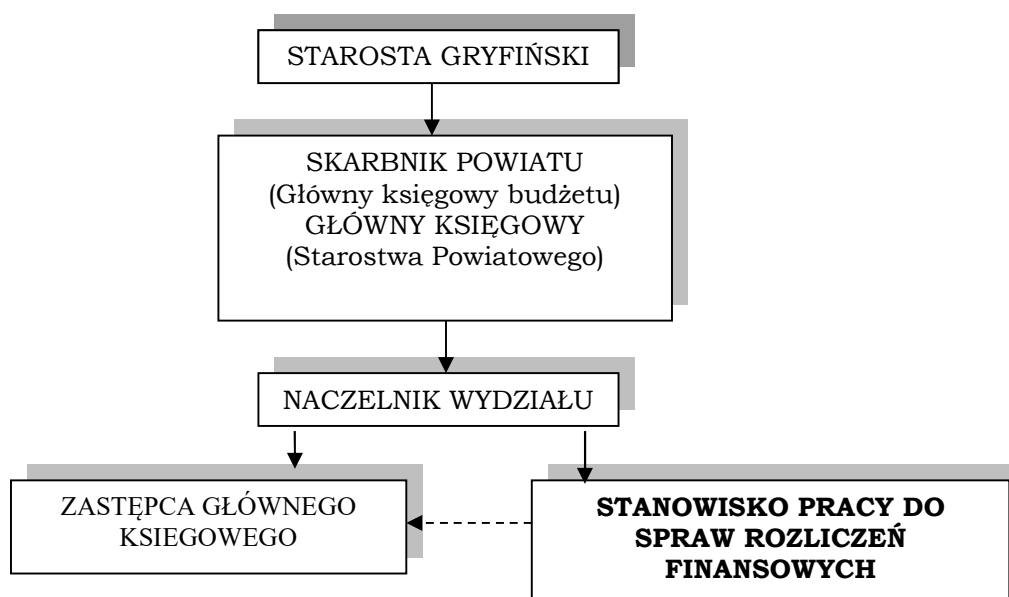 STAROSTA GRYFIŃSKI
SKARBNIK POWIATU
(Główny księgowy budżetu)
GŁÓWNY KSIĘGOWY
(Starostwa Powiatowego)
NACZELNIK WYDZIAŁU
ZASTĘPCA GŁÓWNEGO
KSIEGOWEGO
STANOWISKO PRACY DO
SPRAW ROZLICZEŃ
FINANSOWYCH